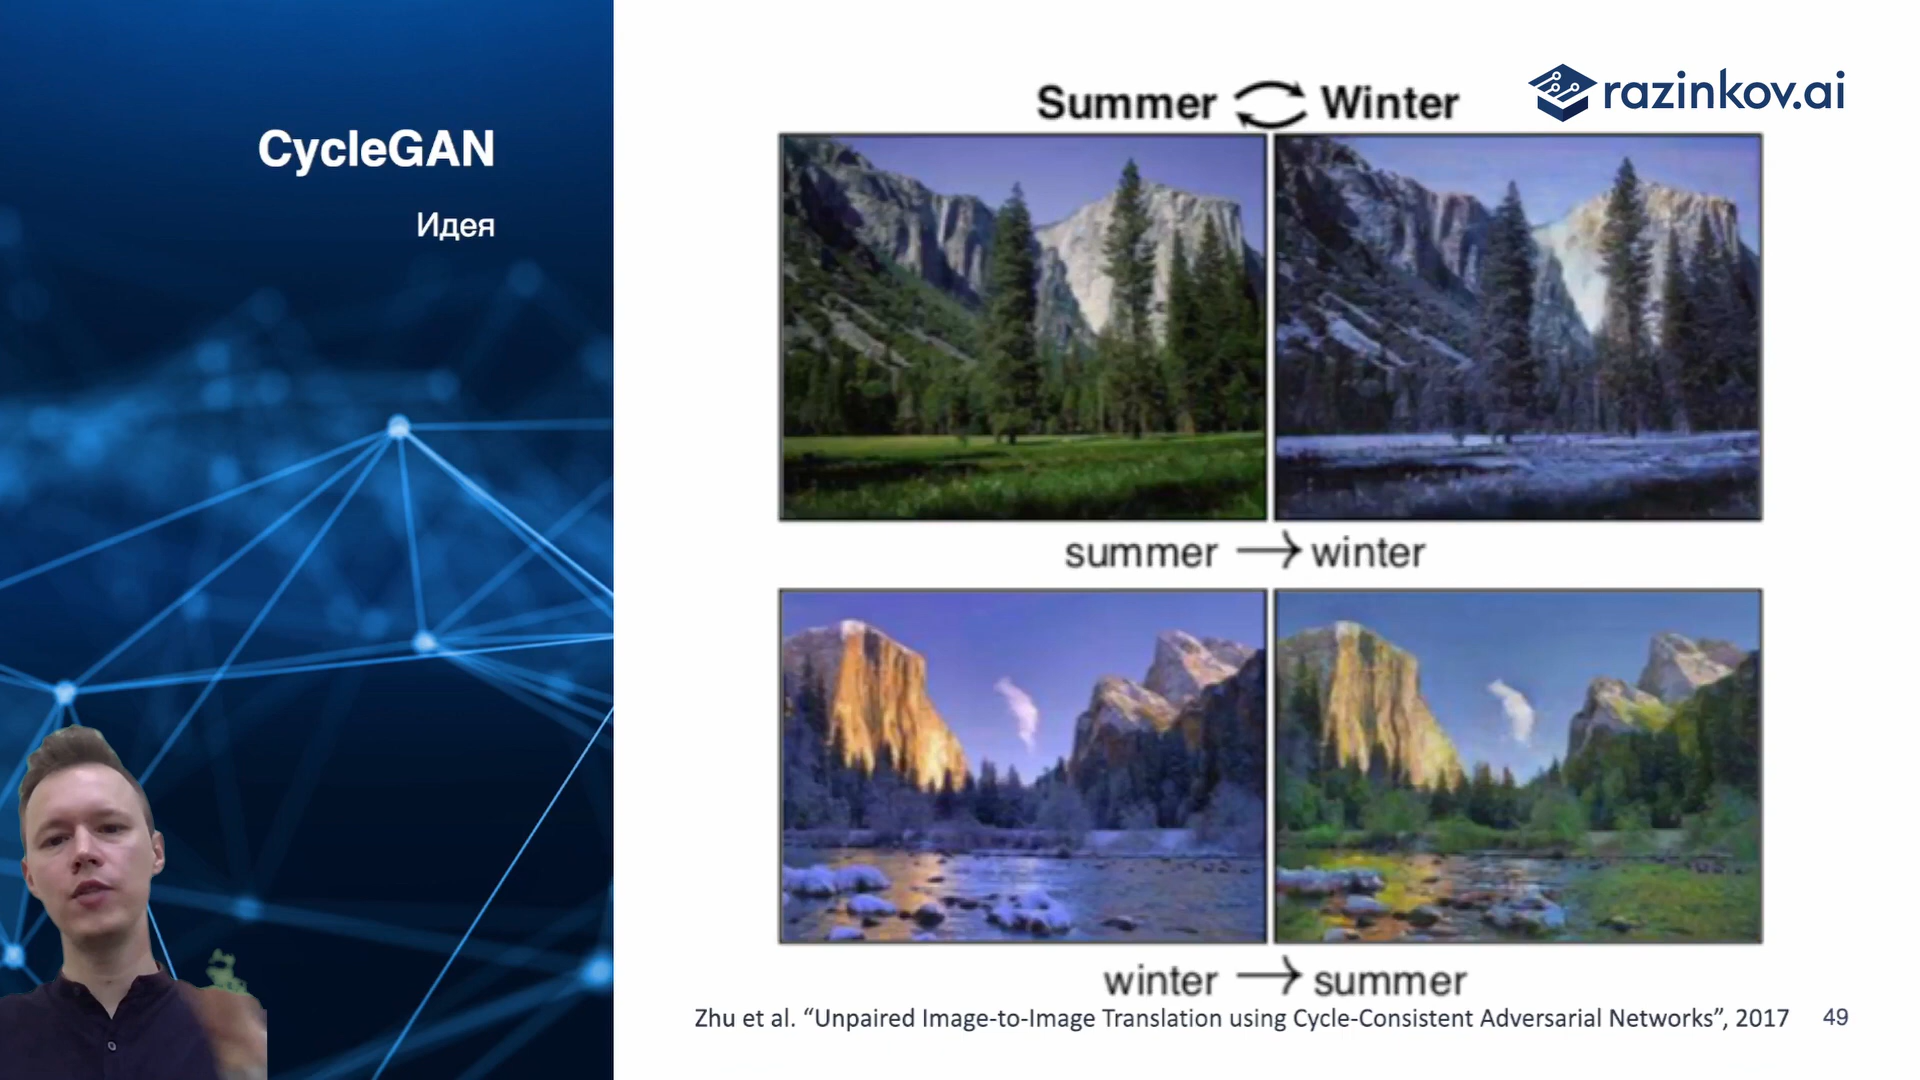 CycleGAN
Идея
Summer Winter
razinkov.ai
summer → winter
winter → summer
Zhu et al. “Unpaired Image-to-Image Translation using Cycle-Consistent Adversarial Networks”, 2017
49